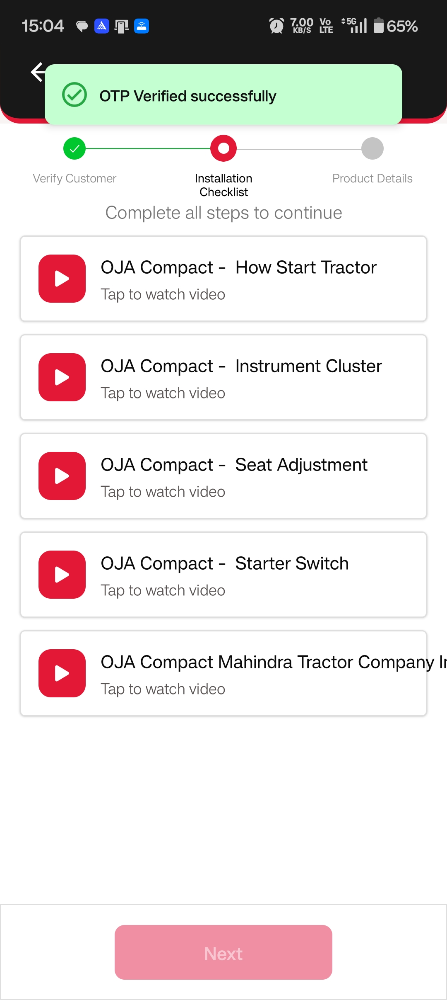 15:04
7.00 KB/S
Vo LTE
5G
65%
OTP Verified successfully
Verify Customer
Installation Checklist
Product Details
Complete all steps to continue
OJA Compact -  How Start Tractor
Tap to watch video
OJA Compact -  Instrument Cluster
Tap to watch video
OJA Compact -  Seat Adjustment
Tap to watch video
OJA Compact -  Starter Switch
Tap to watch video
OJA Compact Mahindra Tractor Company
Tap to watch video
Next